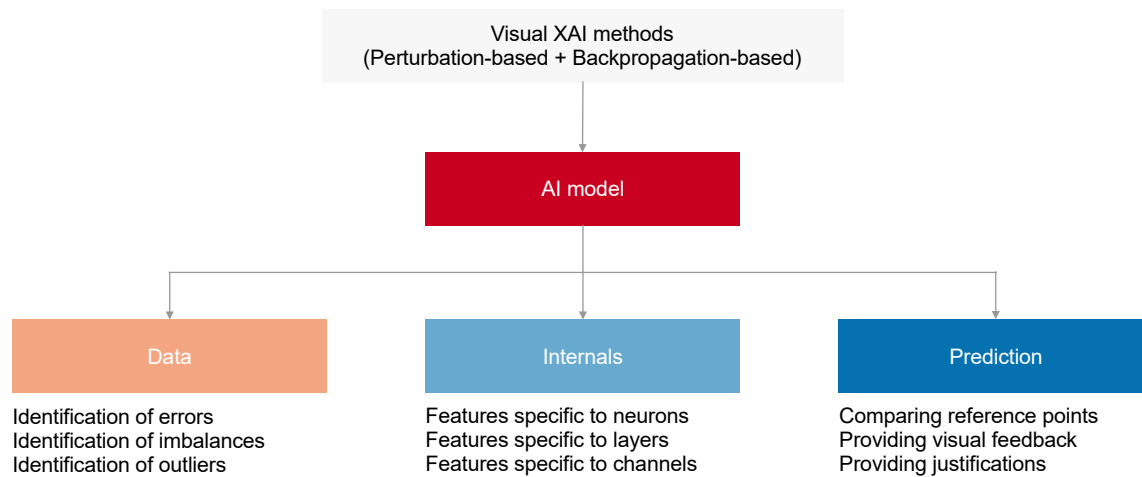 Visual XAI methods
(Perturbation-based + Backpropagation-based)
AI model
Data
Identification of errors
Identification of imbalances
Identification of outliers
Internals
Features specific to neurons
Features specific to layers
Features specific to channels
Prediction
Comparing reference points
Providing visual feedback
Providing justifications